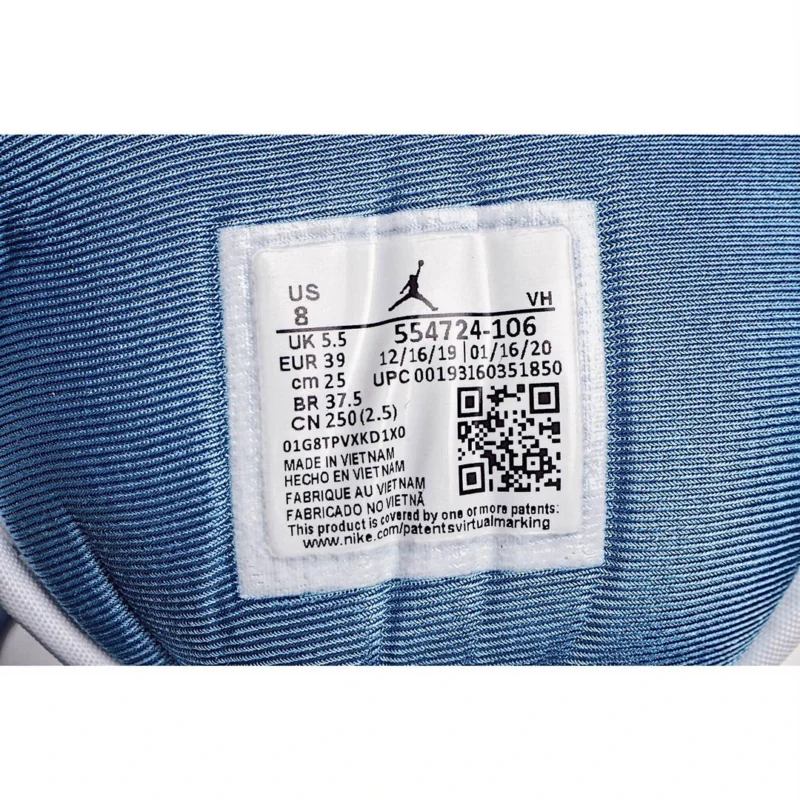 US
8
VH
UK 5.5
EUR 39
cm 25
BR 37.5
CN 250(2.5)
554724-106
12/16/19 | 01/16/20
UPC 00193160351850
01G8TPVXKD1X0
MADE IN VIETNAM
HECHO EN VIETNAM
FABRIQUE AU VIETNAM
FABRICADO NO VIETNÃ
This product is covered by one or more patents.
www.nike.com/patentsvirtualmarking